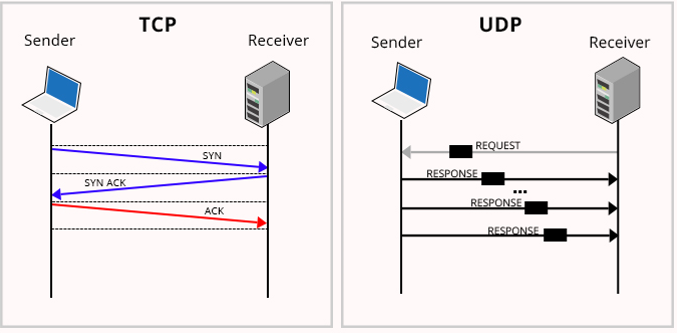 TCP
Sender
Receiver
SYN
SYN ACK
ACK
UDP
Sender
Receiver
REQUEST
RESPONSE
...
RESPONSE
RESPONSE